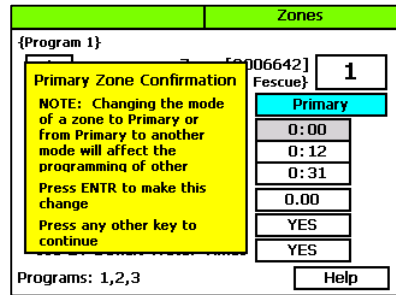 Zones
{Program 1}
06642]
Fescue}
1
Primary Zone Confirmation
NOTE: Changing the mode
of a zone to Primary or
from Primary to another
mode will affect the
programming of other
Press ENTR to make this
change
Press any other key to
continue
Primary
0:00
0:12
0:31
0.00
YES
YES
Programs: 1,2,3
Help